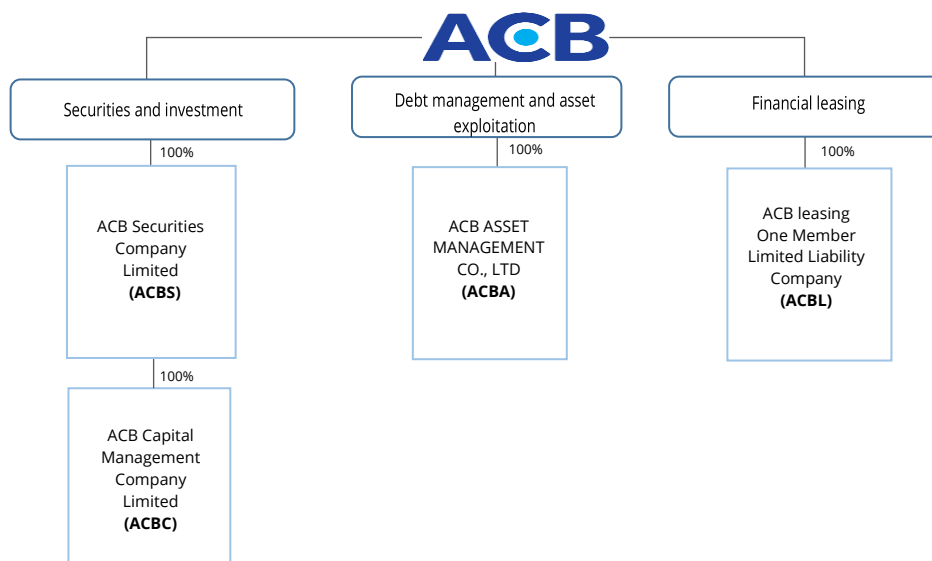 ACB
Securities and investment
Debt management and asset
exploitation
Financial leasing
100%
100%
100%
ACB Securities
Company
Limited
(ACBS)
ACB ASSET
MANAGEMENT
CO., LTD
(ACBA)
ACB leasing
One Member
Limited Liability
Company
(ACBL)
100%
ACB Capital
Management
Company
Limited
(ACBC)